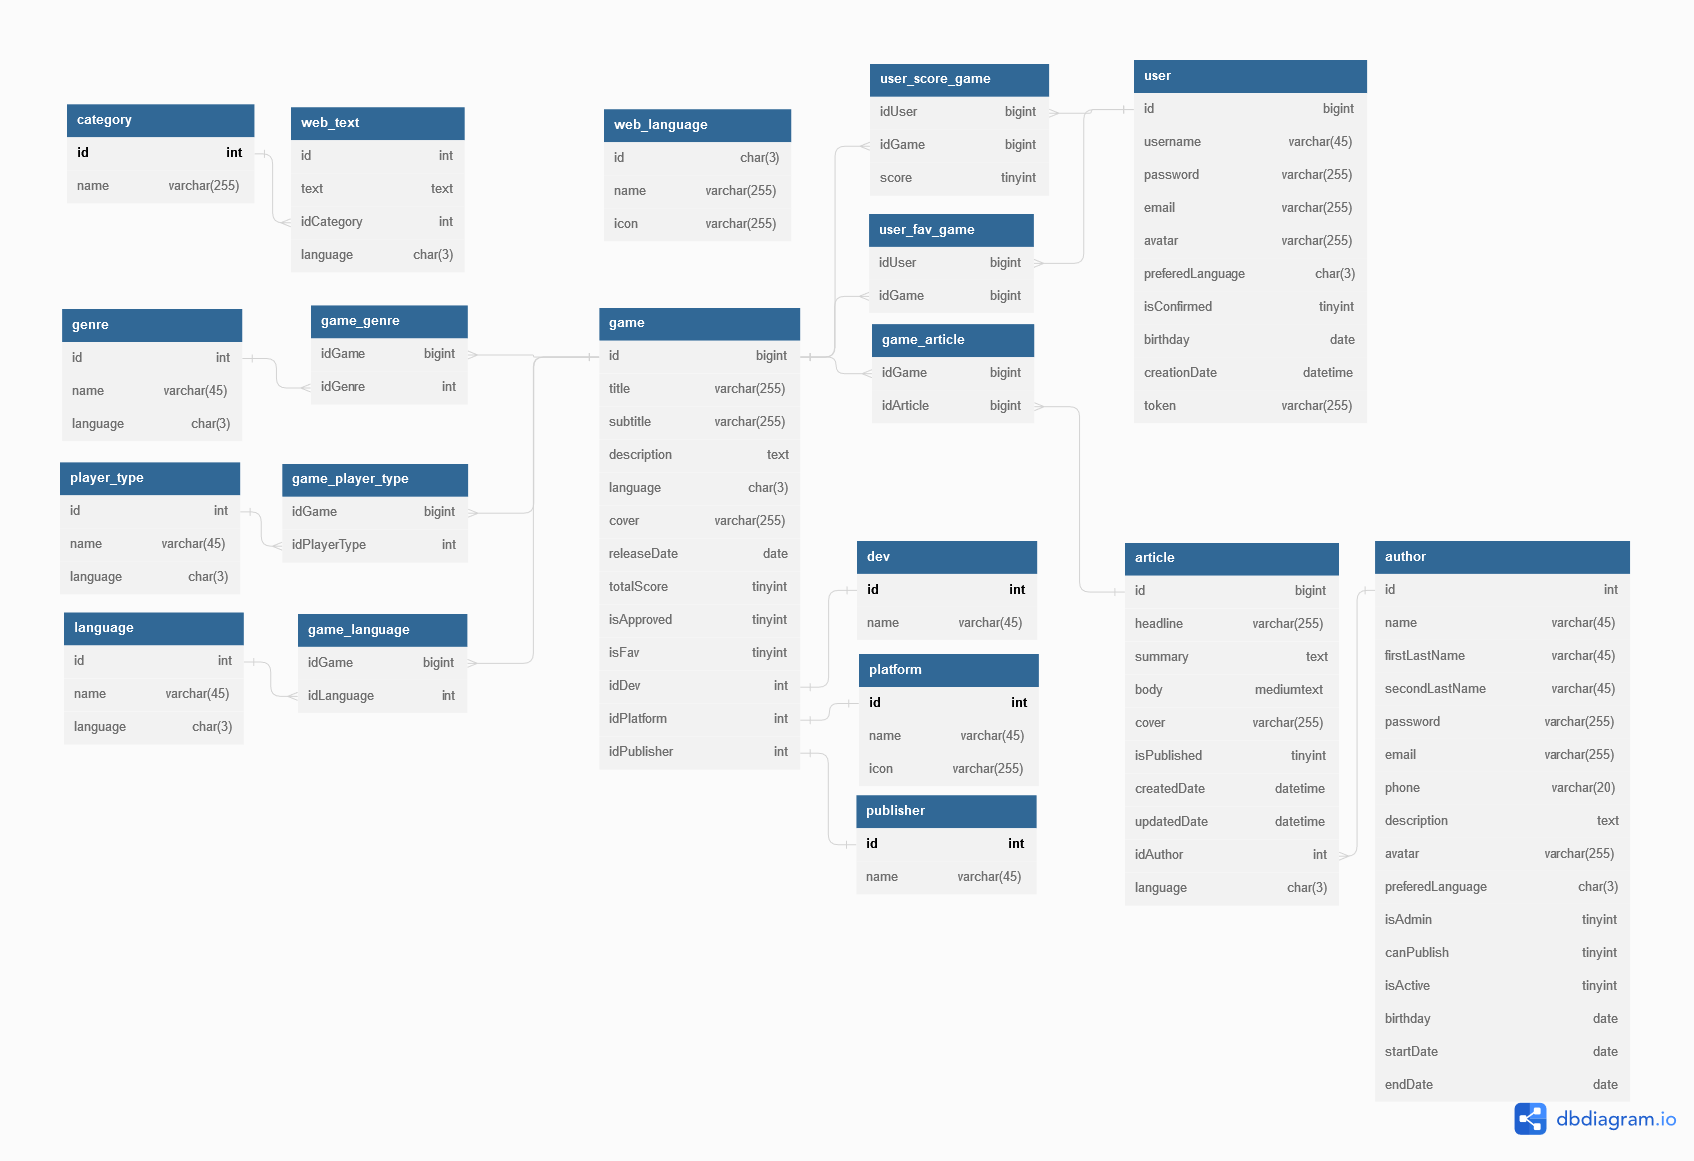 category
id int
name varchar(255)
web_text
id int
text text
idCategory int
language char(3)
web_language
id char(3)
name varchar(255)
icon varchar(255)
user_score_game
idUser bigint
idGame bigint
score tinyint
user
id bigint
username varchar(45)
password varchar(255)
email varchar(255)
avatar varchar(255)
preferedLanguage char(3)
isConfirmed tinyint
birthday date
creationDate datetime
token varchar(255)
user_fav_game
idUser bigint
idGame bigint
genre
id int
name varchar(45)
language char(3)
game_genre
idGame bigint
idGenre int
game
id bigint
title varchar(255)
subtitle varchar(255)
description text
language char(3)
cover varchar(255)
releaseDate date
totalScore tinyint
isApproved tinyint
isFav tinyint
idDev int
idPlatform int
idPublisher int
game_article
idGame bigint
idArticle bigint
player_type
id int
name varchar(45)
language char(3)
game_player_type
idGame bigint
idPlayerType int
language
id int
name varchar(45)
language char(3)
game_language
idGame bigint
idLanguage int
dev
id int
name varchar(45)
platform
id int
name varchar(45)
icon varchar(255)
publisher
id int
name varchar(45)
article
id bigint
headline varchar(255)
summary text
body mediumtext
cover varchar(255)
isPublished tinyint
createdDate datetime
updatedDate datetime
idAuthor int
language char(3)
author
id int
name varchar(45)
firstLastName varchar(45)
secondLastName varchar(45)
password varchar(255)
email varchar(255)
phone varchar(20)
description text
avatar varchar(255)
preferedLanguage char(3)
isAdmin tinyint
canPublish tinyint
isActive tinyint
birthday date
startDate date
endDate date
dbdiagram.io